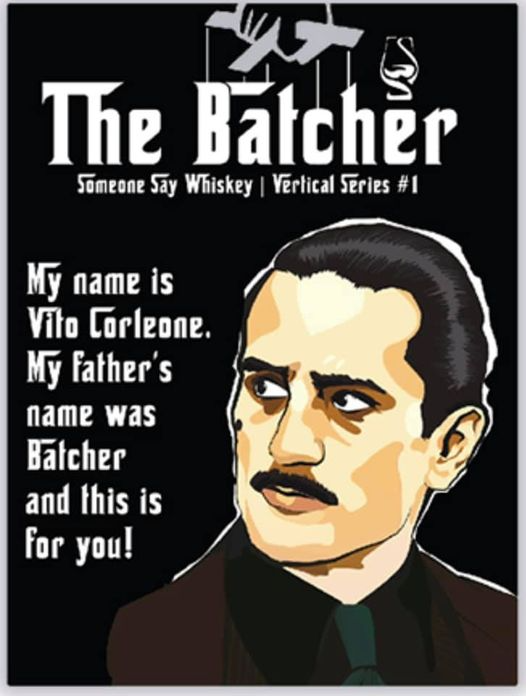 The Batcher
Someone Say Whiskey | Vertical Series #1
My name is
Vito Corleone.
My father's
name was
Batcher
and this is
for you!